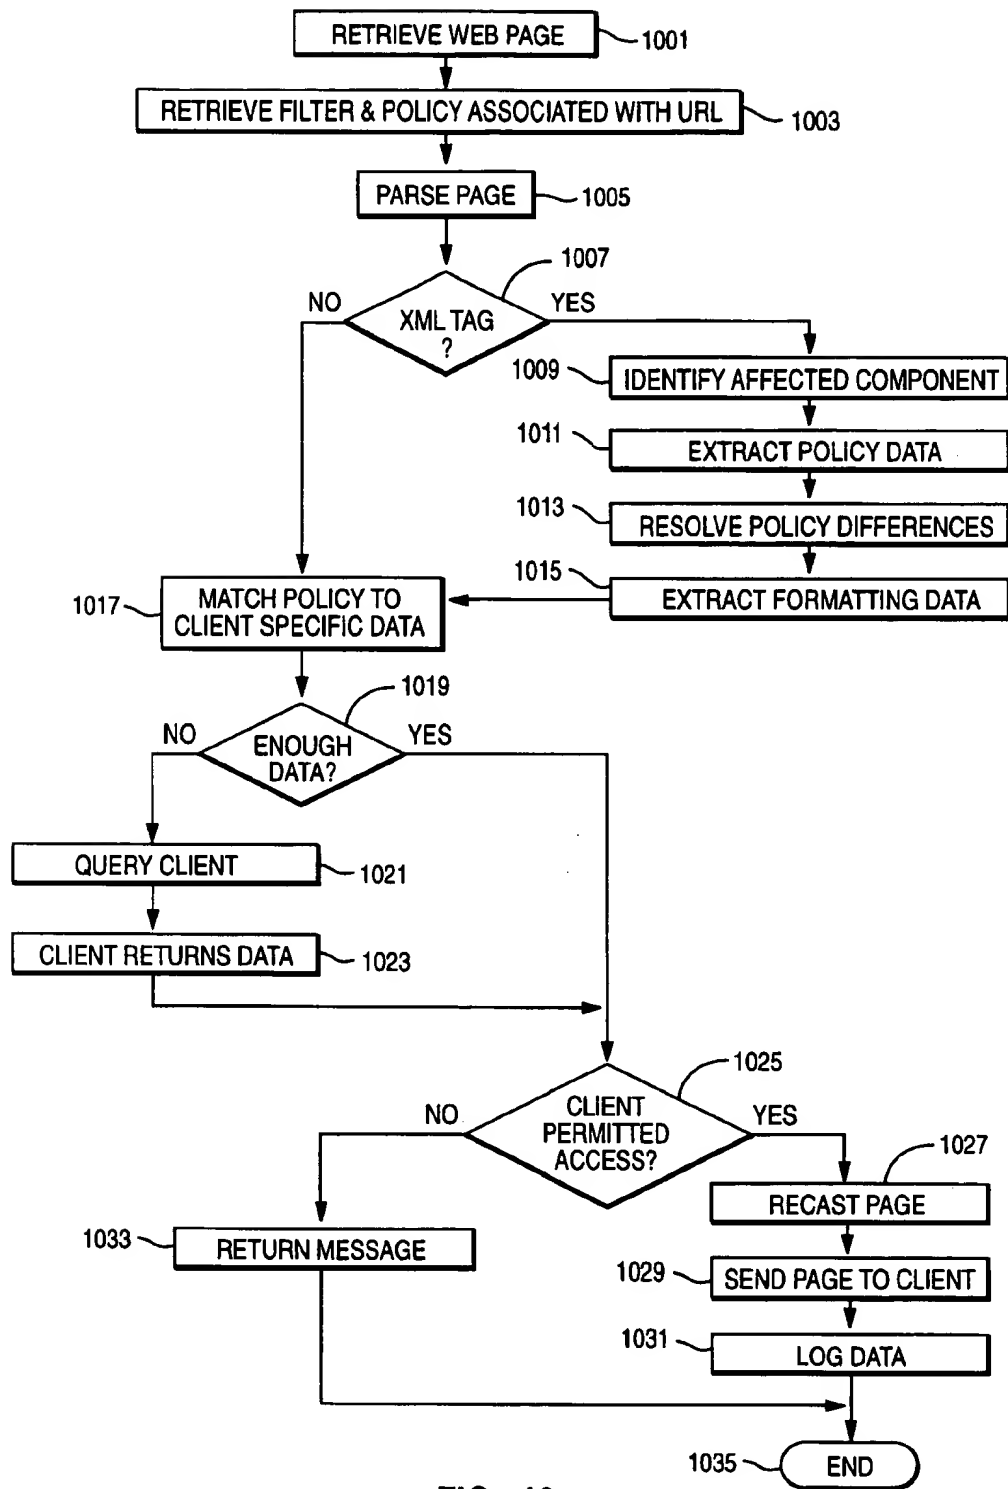 RETRIEVE WEB PAGE 1001
RETRIEVE FILTER & POLICY ASSOCIATED WITH URL 1003
PARSE PAGE 1005
1007
NO YES
XML TAG
?
1009 IDENTIFY AFFECTED COMPONENT
1011 EXTRACT POLICY DATA
1013 RESOLVE POLICY DIFFERENCES
1015 EXTRACT FORMATTING DATA
1017 MATCH POLICY TO
CLIENT SPECIFIC DATA
1019
NO YES
ENOUGH
DATA?
QUERY CLIENT 1021
CLIENT RETURNS DATA 1023
1025
NO YES
CLIENT
PERMITTED
ACCESS?
1027
RECAST PAGE
1033 RETURN MESSAGE
1029 SEND PAGE TO CLIENT
1031 LOG DATA
1035 END